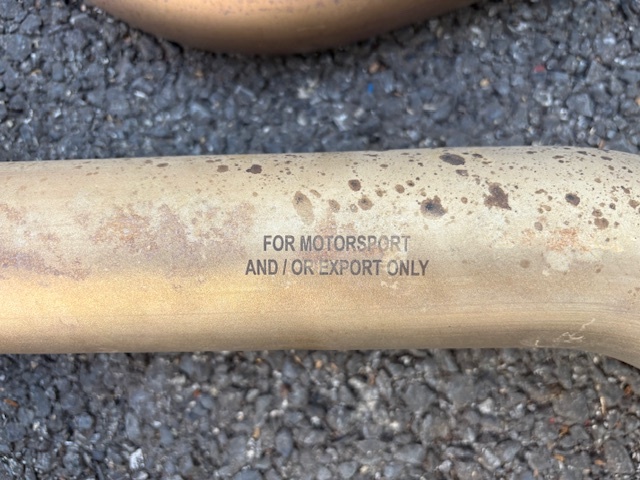 FOR MOTORSPORT
AND / OR EXPORT ONLY